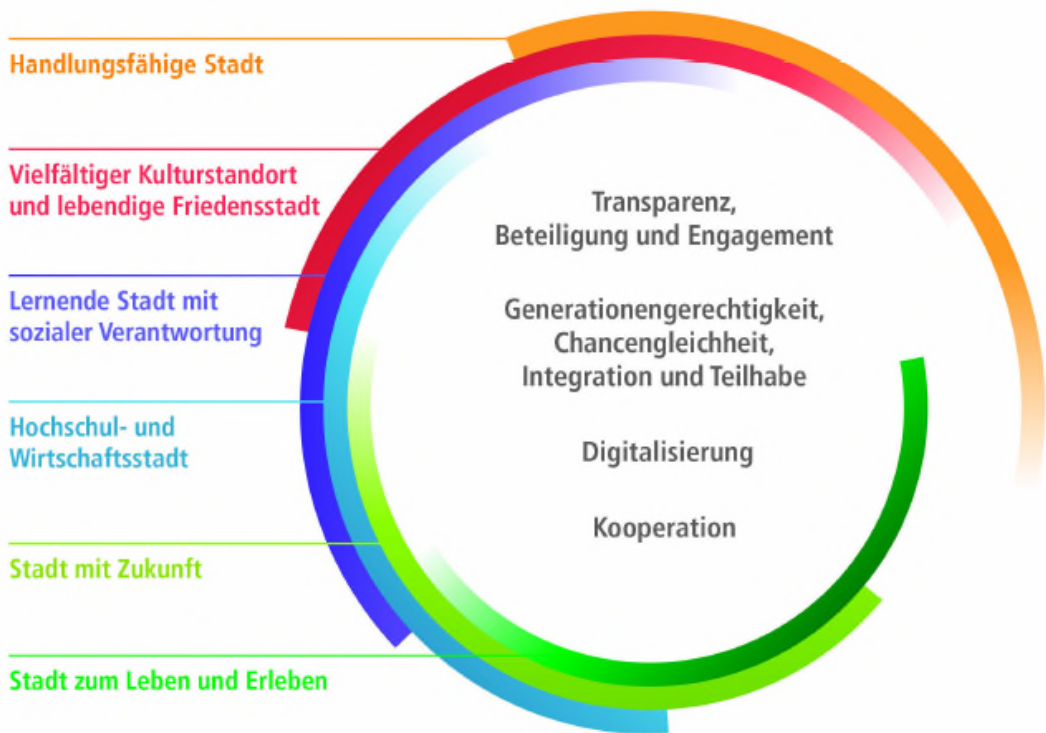 Handlungsfähige Stadt
Vielfältiger Kulturstandort
und lebendige Friedensstadt
Lernende Stadt mit
sozialer Verantwortung
Hochschul- und
Wirtschaftsstadt
Stadt mit Zukunft
Stadt zum Leben und Erleben
Transparenz,
Beteiligung und Engagement
Generationengerechtigkeit,
Chancengleichheit,
Integration und Teilhabe
Digitalisierung
Kooperation